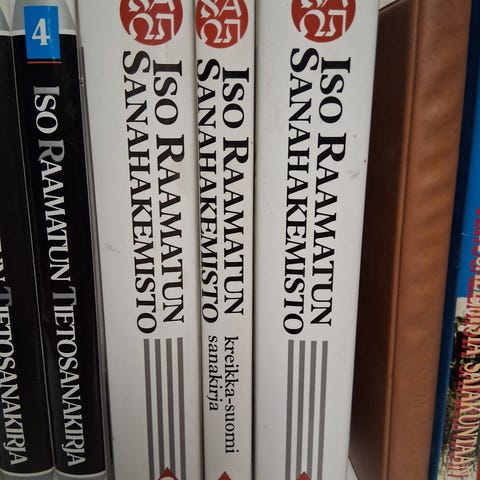 4
ISO RAAMATUN TIETOSANAKIRJA
ISO RAAMATUN
SANAHAKEMISTO
ISO RAAMATUN
SANAHAKEMISTO
kreikka-suomi
sanakirja
ISO RAAMATUN
SANAHAKEMISTO